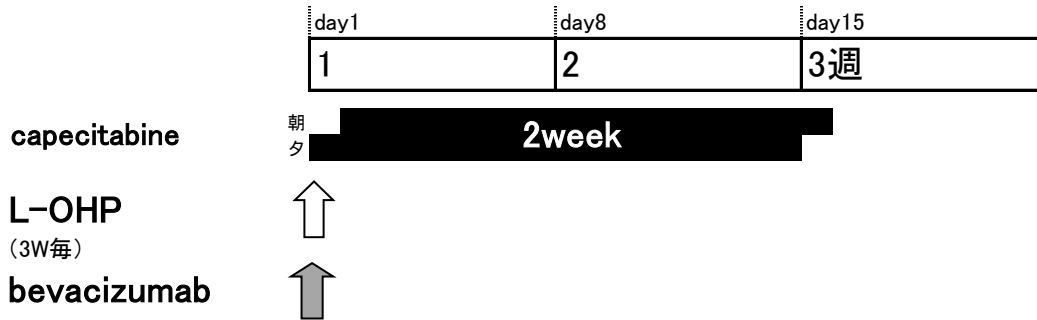 day1 day8 day15
1 2 3週
capecitabine 朝 2week
夕
L-OHP
（3W毎）
bevacizumab